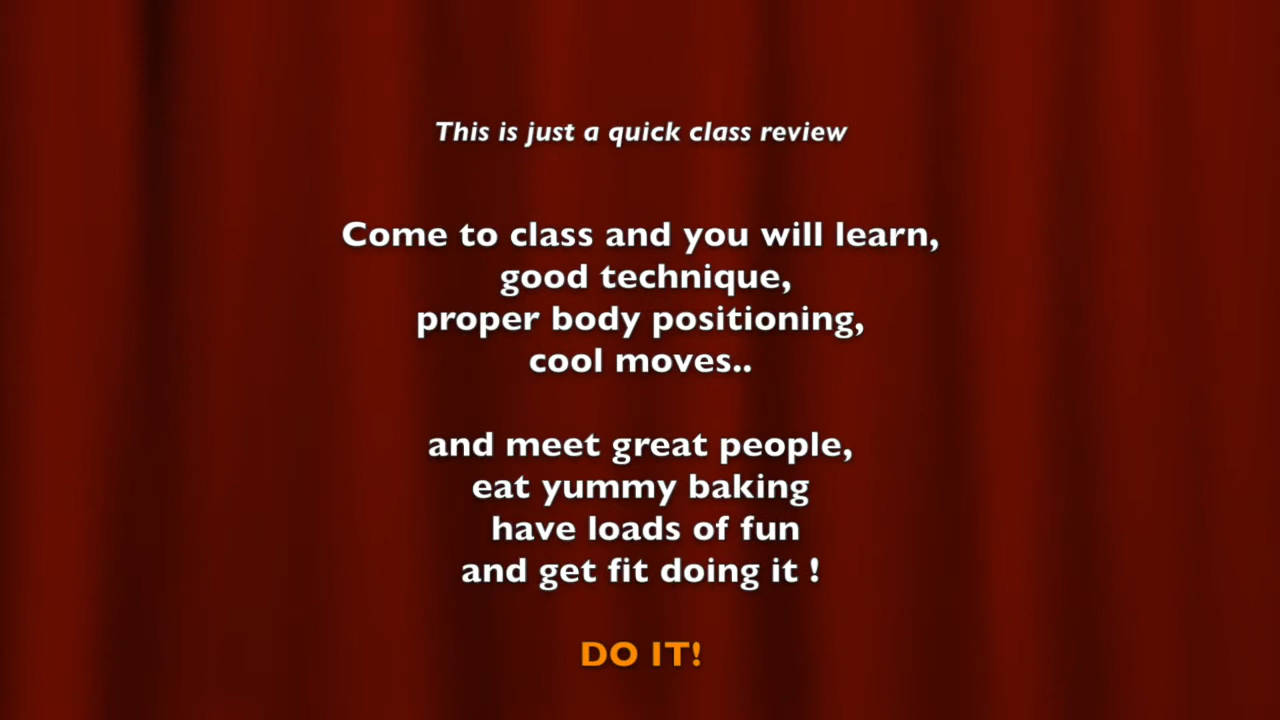 This is just a quick class review
Come to class and you will learn,
good technique,
proper body positioning,
cool moves..
and meet great people,
eat yummy baking
have loads of fun
and get fit doing it !
DO IT!